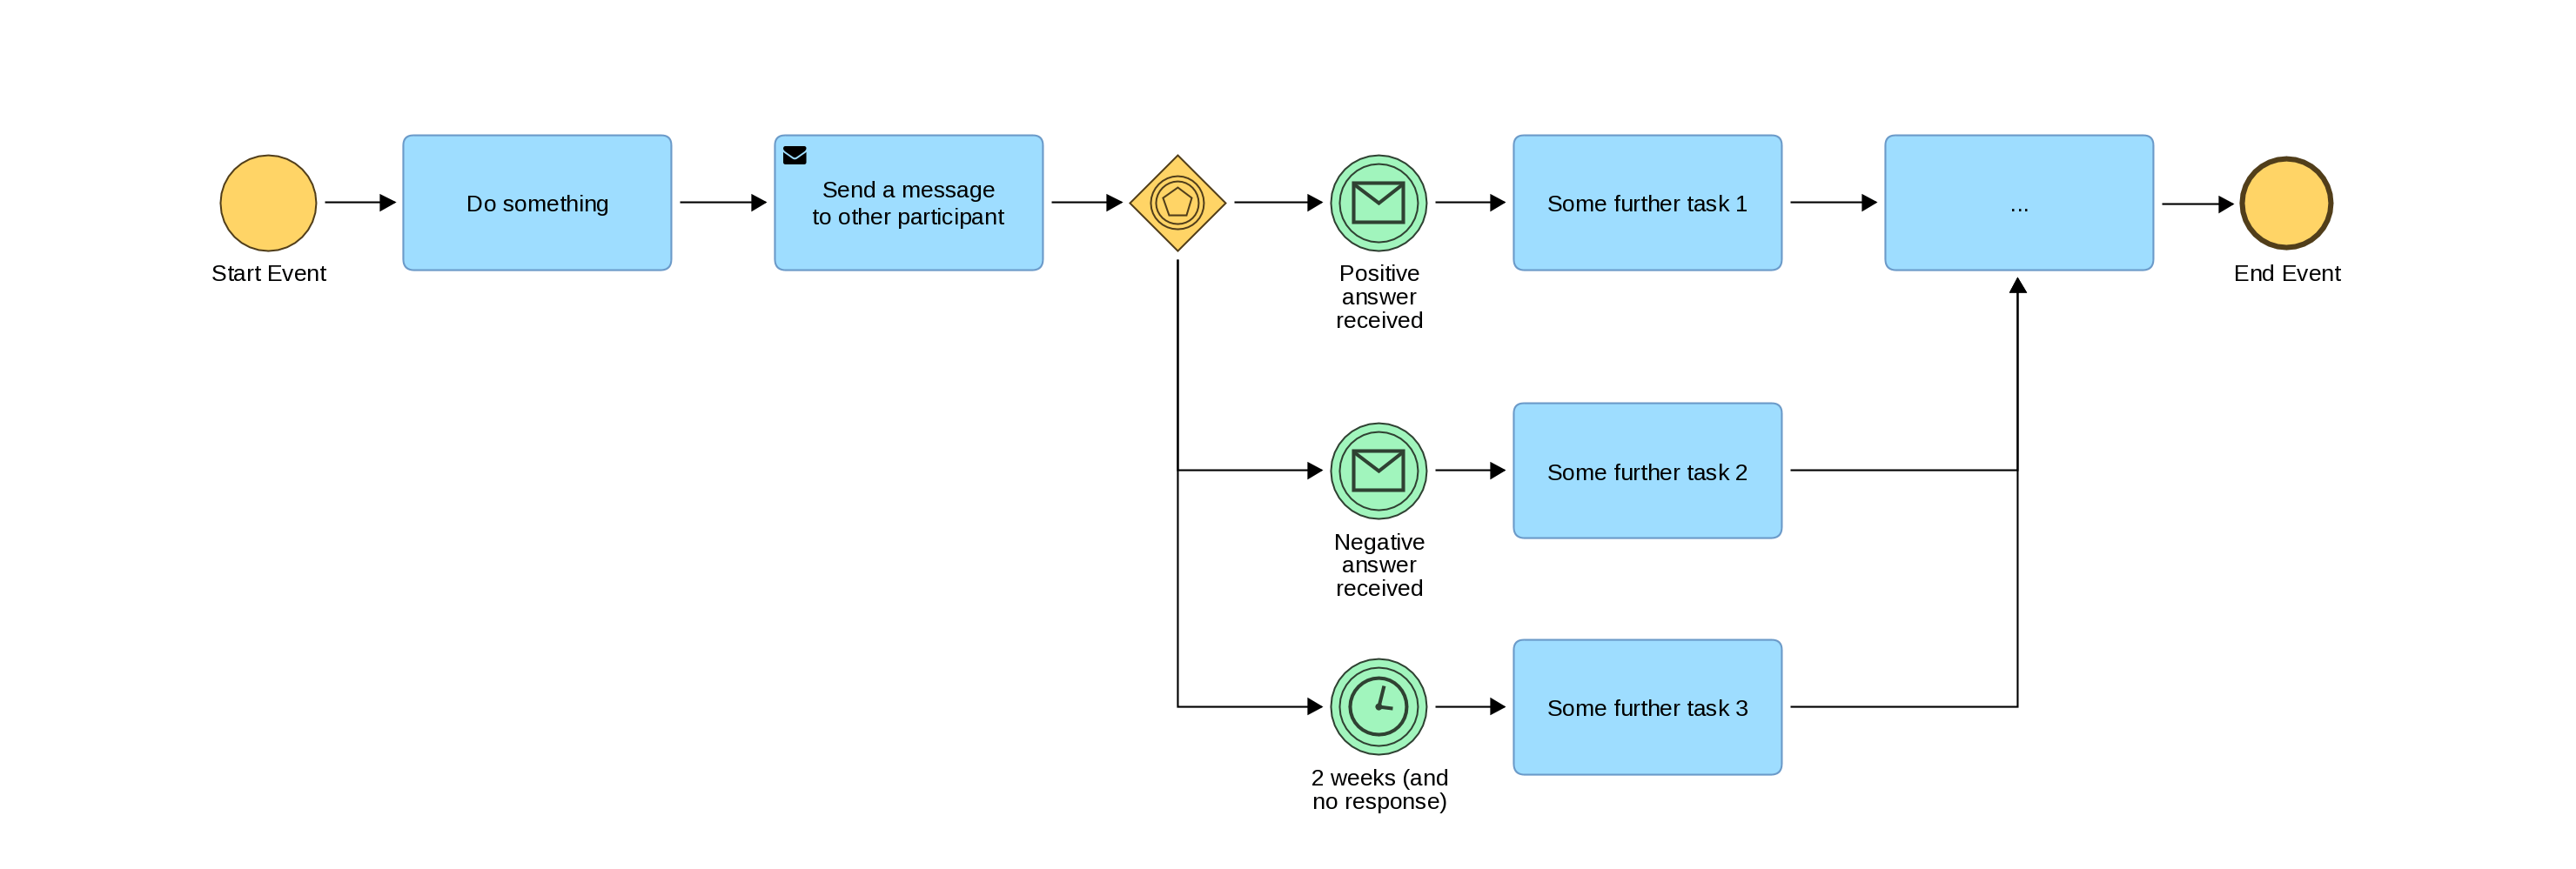 Do something
Send a message
to other participant
Some further task 1
...
Start Event
Positive
answer
received
End Event
Some further task 2
Negative
answer
received
Some further task 3
2 weeks (and
no response)